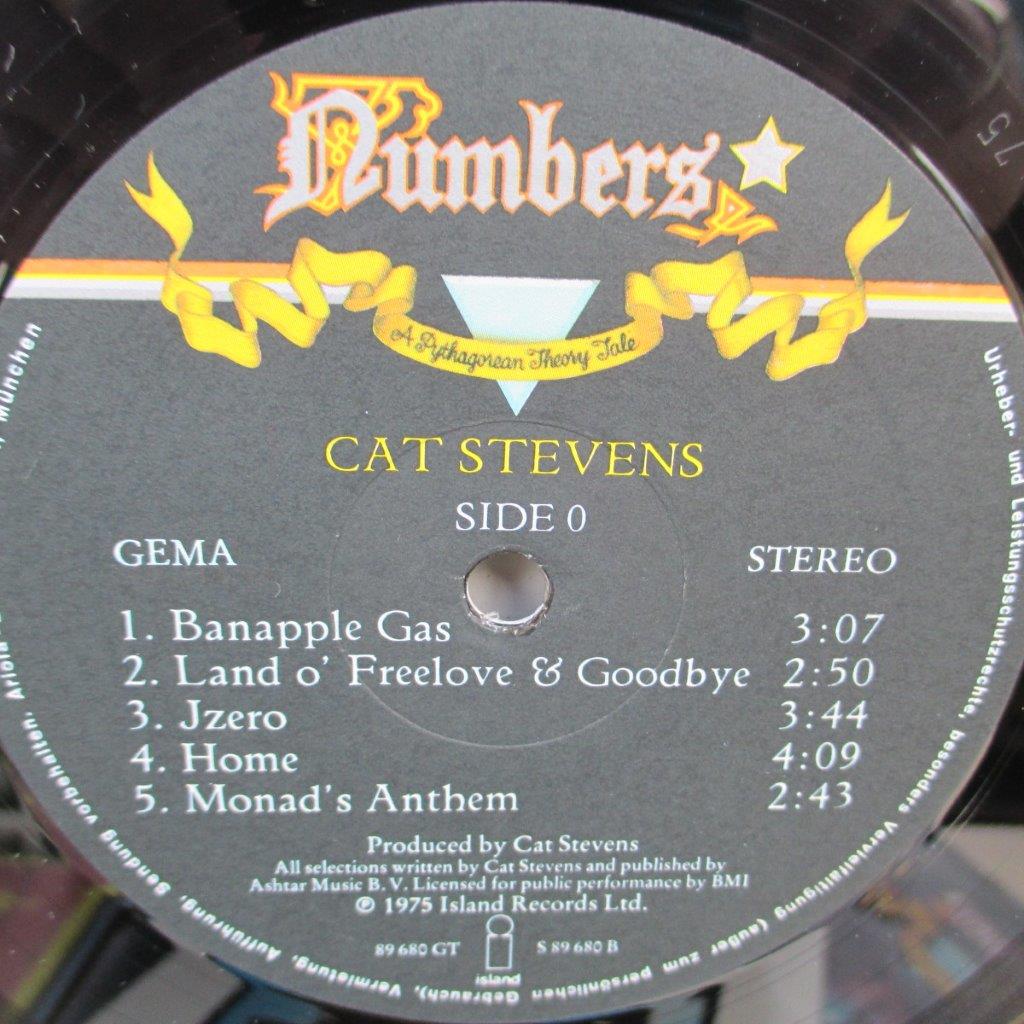 Numbers
A Pythagorean Theory Tale
CAT STEVENS
SIDE 0
GEMA
STEREO
1. Banapple Gas 3:07
2. Land o' Freelove & Goodbye 2:50
3. Jzero 3:44
4. Home 4:09
5. Monad's Anthem 2:43
Produced by Cat Stevens
All selections written by Cat Stevens and published by
Ashtar Music B. V. Licensed for public performance by BMI
℗ 1975 Island Records Ltd.
89 680 GT S 89 680 B
island
Urheber- und Leistungsschutzrechte, besonders Vervielfältigung (außer zum persönlichen Gebrauch), Vermietung, Aufführung, Sendung vorbehalten. Ariola
München
75